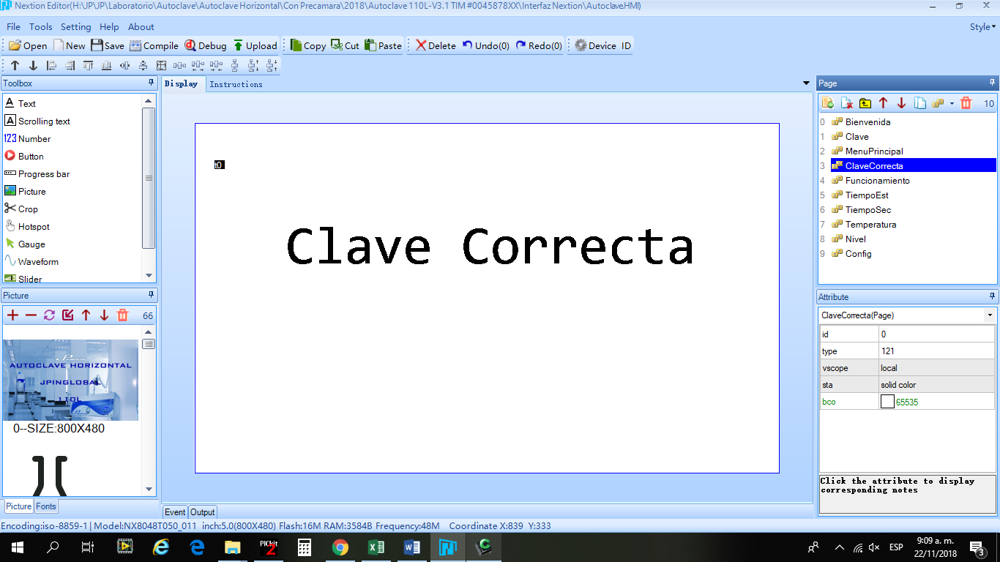 Nextion Editor(H:\JP\JP\Laboratorio\Autoclave\Autoclave Horizontal\Con Precamara\2018\Autoclave 110L-V3.1 TIM #0045878XX\Interfaz Nextion\Autoclave.HMI)
File Tools Setting Help About Style
Open New Save Compile Debug Upload Copy Cut Paste Delete Undo(0) Redo(0) Device ID
Toolbox
Text
Scrolling text
123 Number
Button
Progress bar
Picture
Crop
Hotspot
Gauge
Waveform
Slider
Picture
66
AUTOCLAVE HORIZONTAL
JPINGLOBAL
110L
0--SIZE:800X480
Picture Fonts
Display Instructions
t0
Clave Correcta
Event Output
Page
10
0 Bienvenida
1 Clave
2 MenuPrincipal
3 ClaveCorrecta
4 Funcionamiento
5 TiempoEst
6 TiempoSec
7 Temperatura
8 Nivel
9 Config
Attribute
ClaveCorrecta(Page)
id 0
type 121
vscope local
sta solid color
bco 65535
Click the attribute to display
corresponding notes
Encoding:iso-8859-1| Model:NX8048T050_011 inch:5.0(800X480) Flash:16M RAM:3584B Frequency:48M Coordinate X:839 Y:333
PICkit
2
ESP
9:09 a. m.
22/11/2018
3